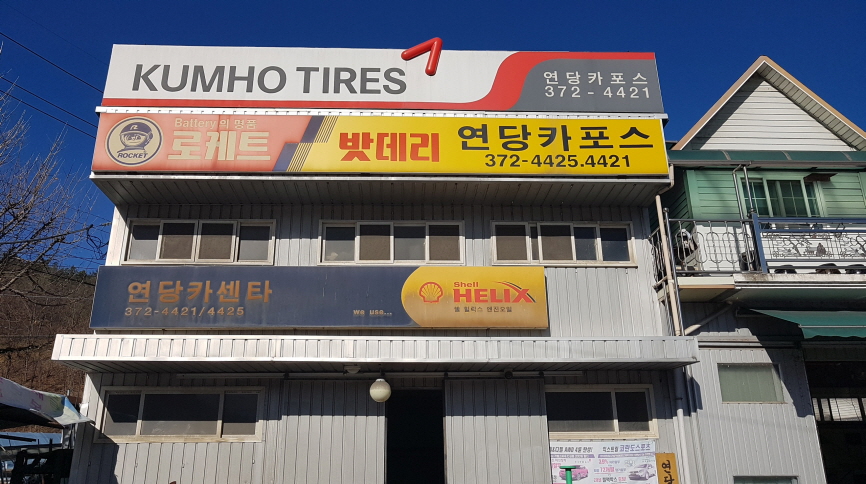 KUMHO TIRES
연당카포스
372-4421
Battery의 명품
로케트
ROCKET
밧데리
연당카포스
372-4425.4421
연당카센타
372-4421/4425
we use...
Shell
HELIX
쉘 힐릭스 엔진오일
연당